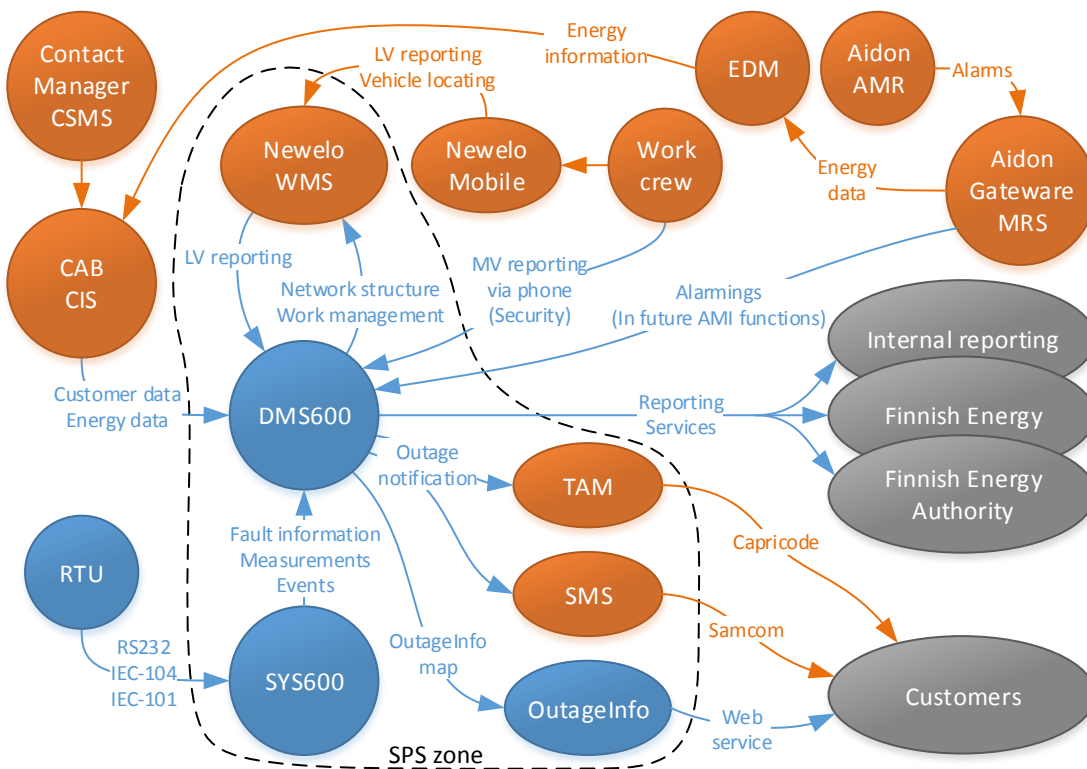 Contact
Manager
CSMS
LV reporting
Vehicle locating
Energy
information
EDM
Aidon
AMR
Alarms
Newelo
WMS
Newelo
Mobile
Work
crew
Energy
data
Aidon
Gateware
MRS
CAB
CIS
LV reporting
Network structure
Work management
MV reporting
via phone
(Security)
Alarmings
(In future AMI functions)
Internal reporting
Customer data
Energy data
DMS600
Reporting
Services
Finnish Energy
Outage
notification
TAM
Finnish Energy
Authority
Fault information
Measurements
Events
Capricode
RTU
SMS
Samcom
RS232
IEC-104
IEC-101
SYS600
OutageInfo
map
OutageInfo
Web
service
Customers
SPS zone